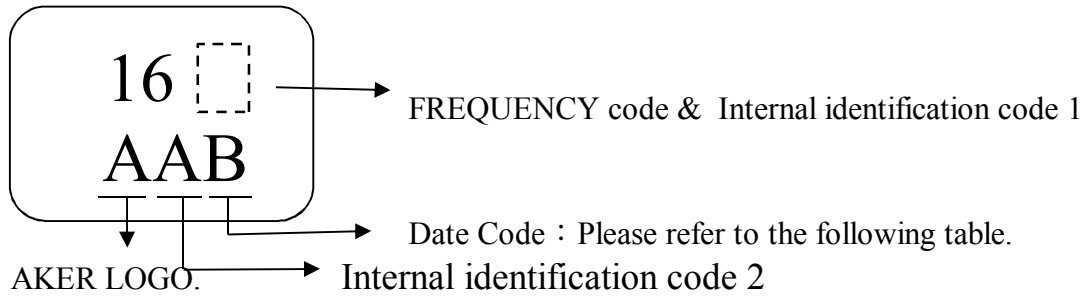 16
FREQUENCY code & Internal identification code 1
AAB
Date Code：Please refer to the following table.
AKER LOGO.
Internal identification code 2